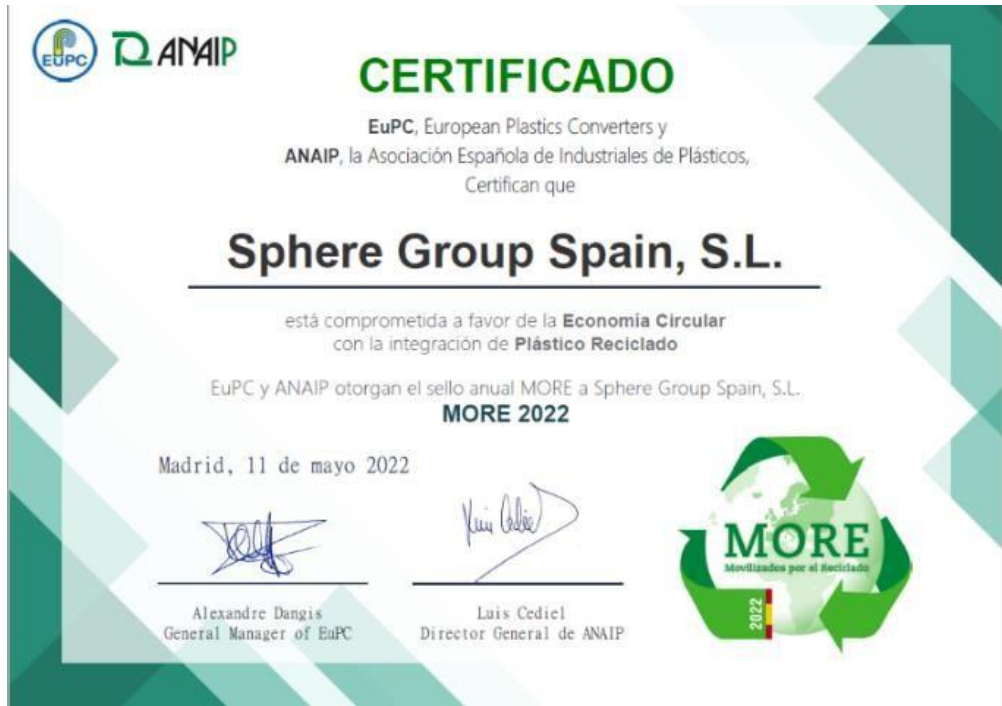 EUPC
ANAIP
CERTIFICADO
EuPC, European Plastics Converters y
ANAIP, la Asociación Española de Industriales de Plásticos,
Certifican que
Sphere Group Spain, S.L.
está comprometida a favor de la Economía Circular
con la integración de Plástico Reciclado
EuPC y ANAIP otorgan el sello anual MORE a Sphere Group Spain, S.L.
MORE 2022
Madrid, 11 de mayo 2022
Luis Cediel
Alexandre Dangis
General Manager of EuPC
Luis Cediel
Director General de ANAIP
MORE
Movilizados por el Reciclado
2022